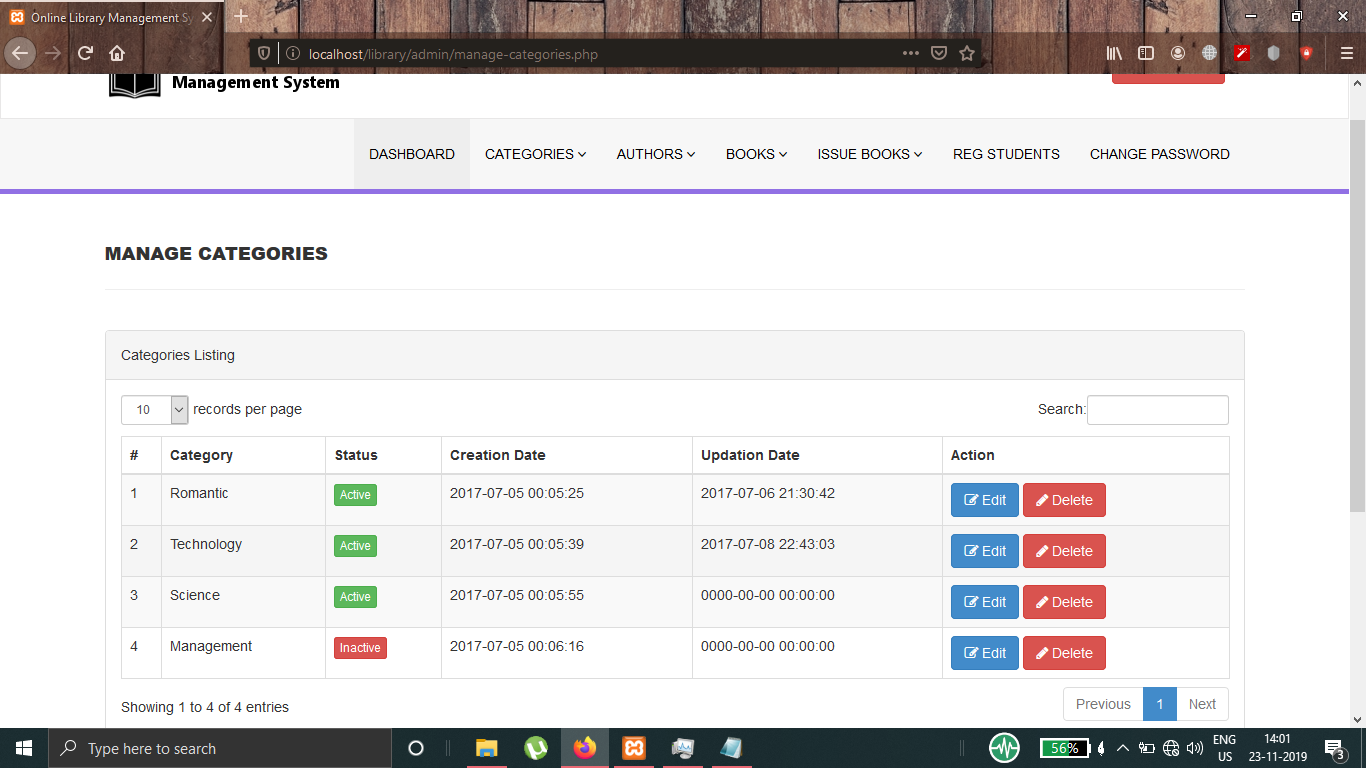 Online Library Management Sy
localhost/library/admin/manage-categories.php
Management System
DASHBOARD CATEGORIES AUTHORS BOOKS ISSUE BOOKS REG STUDENTS CHANGE PASSWORD
MANAGE CATEGORIES
Categories Listing
10 records per page Search:
# Category Status Creation Date Updation Date Action
1 Romantic Active 2017-07-05 00:05:25 2017-07-06 21:30:42 Edit Delete
2 Technology Active 2017-07-05 00:05:39 2017-07-08 22:43:03 Edit Delete
3 Science Active 2017-07-05 00:05:55 0000-00-00 00:00:00 Edit Delete
4 Management Inactive 2017-07-05 00:06:16 0000-00-00 00:00:00 Edit Delete
Showing 1 to 4 of 4 entries Previous 1 Next
Type here to search 56% ENG 14:01
US 23-11-2019 3